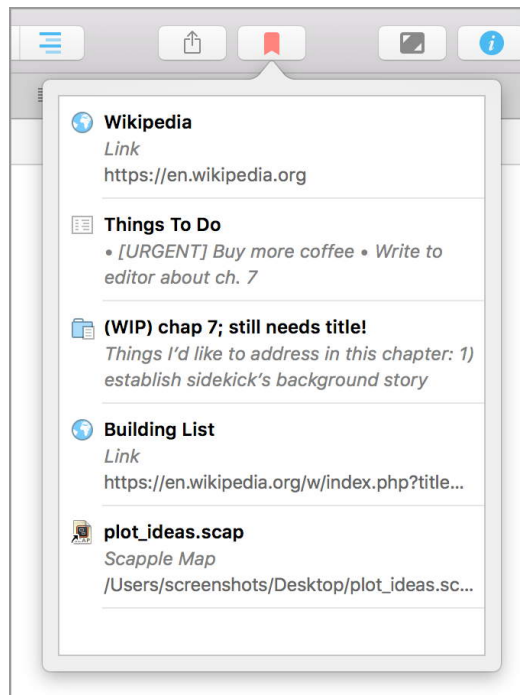 Wikipedia
Link
https://en.wikipedia.org
Things To Do
• [URGENT] Buy more coffee • Write to
editor about ch. 7
(WIP) chap 7; still needs title!
Things I’d like to address in this chapter: 1)
establish sidekick’s background story
Building List
Link
https://en.wikipedia.org/w/index.php?title...
plot_ideas.scap
Scapple Map
/Users/screenshots/Desktop/plot_ideas.sc...